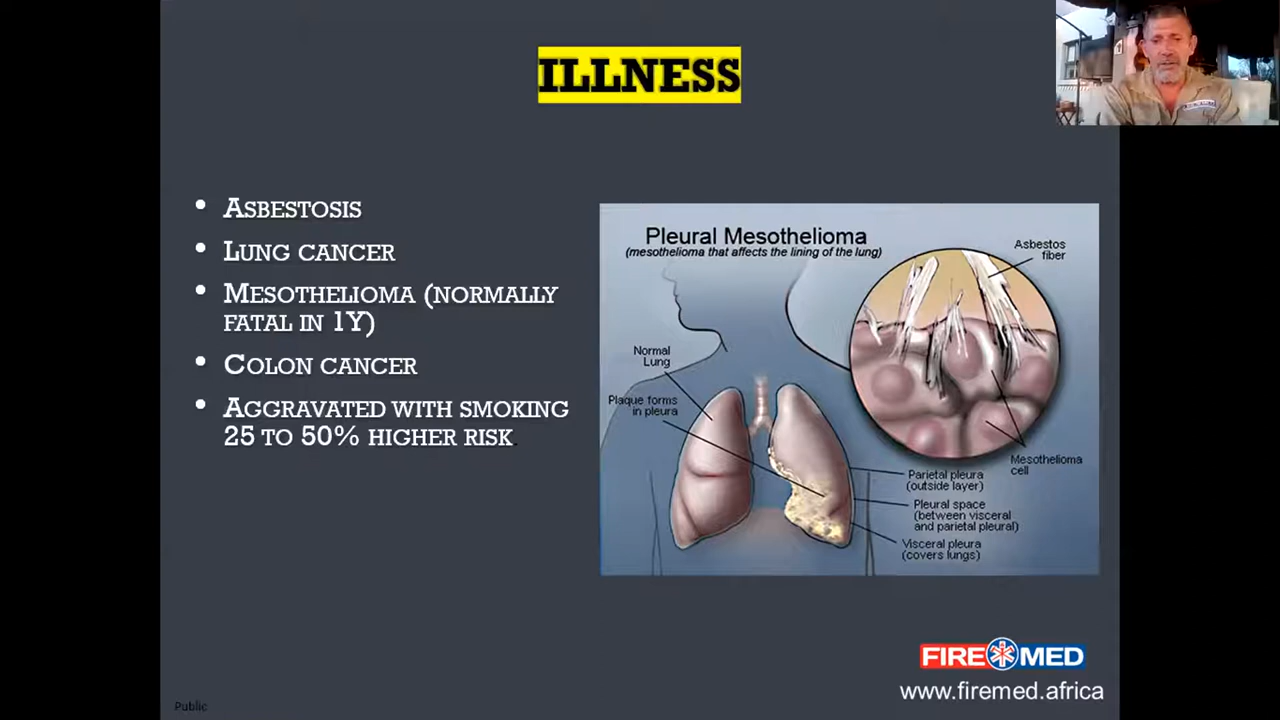 ILLNESS
• ASBESTOSIS
• LUNG CANCER
• MESOTHELIOMA (NORMALLY
FATAL IN 1Y)
• COLON CANCER
• AGGRAVATED WITH SMOKING
25 TO 50% HIGHER RISK.
Pleural Mesothelioma
(mesothelioma that affects the lining of the lung)
Asbestos
fiber
Normal
Lung
Plaque forms
in pleura
Mesothelioma
cell
Parietal pleura
(outside layer)
Pleural space
(between visceral
and parietal pleural)
Visceral pleura
(covers lungs)
FIRE MED
www.firemed.africa
Public